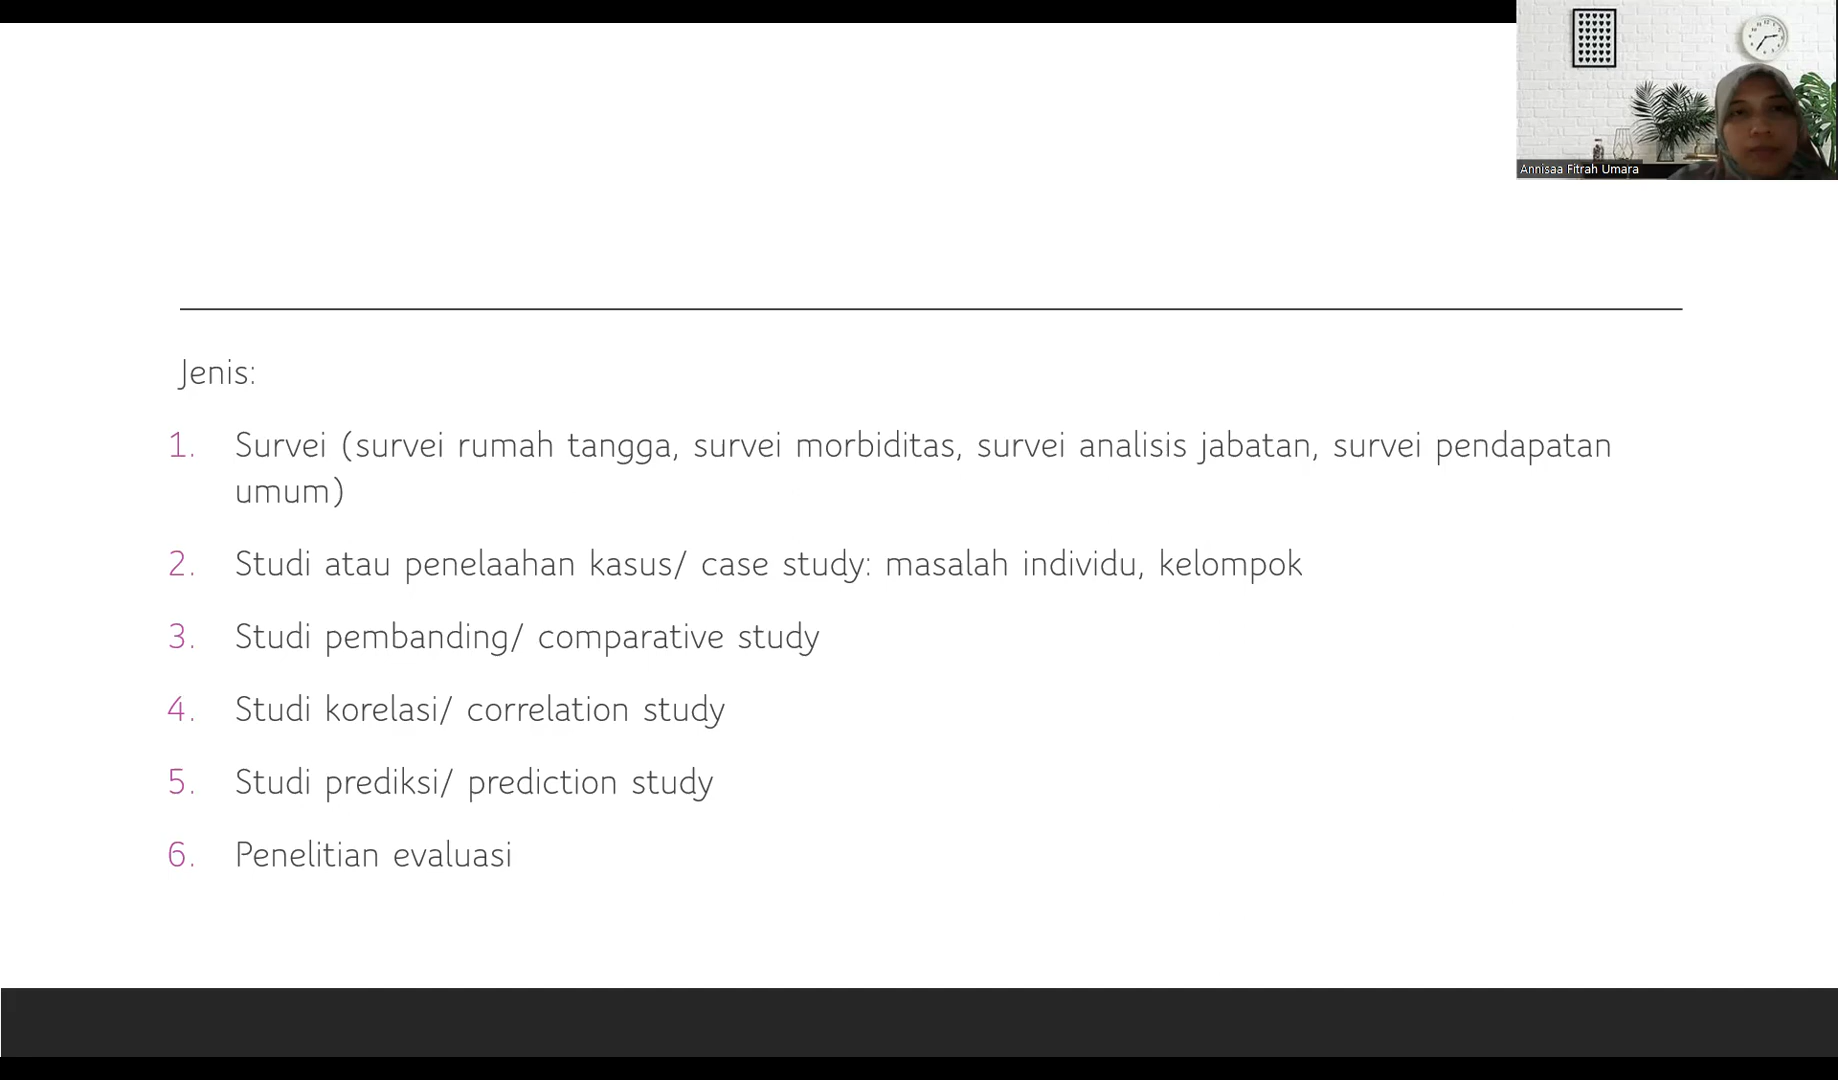 Annisaa Fitrah Umara
Jenis:
1. Survei (survei rumah tangga, survei morbiditas, survei analisis jabatan, survei pendapatan
umum)
2. Studi atau penelaahan kasus/ case study: masalah individu, kelompok
3. Studi pembanding/ comparative study
4. Studi korelasi/ correlation study
5. Studi prediksi/ prediction study
6. Penelitian evaluasi